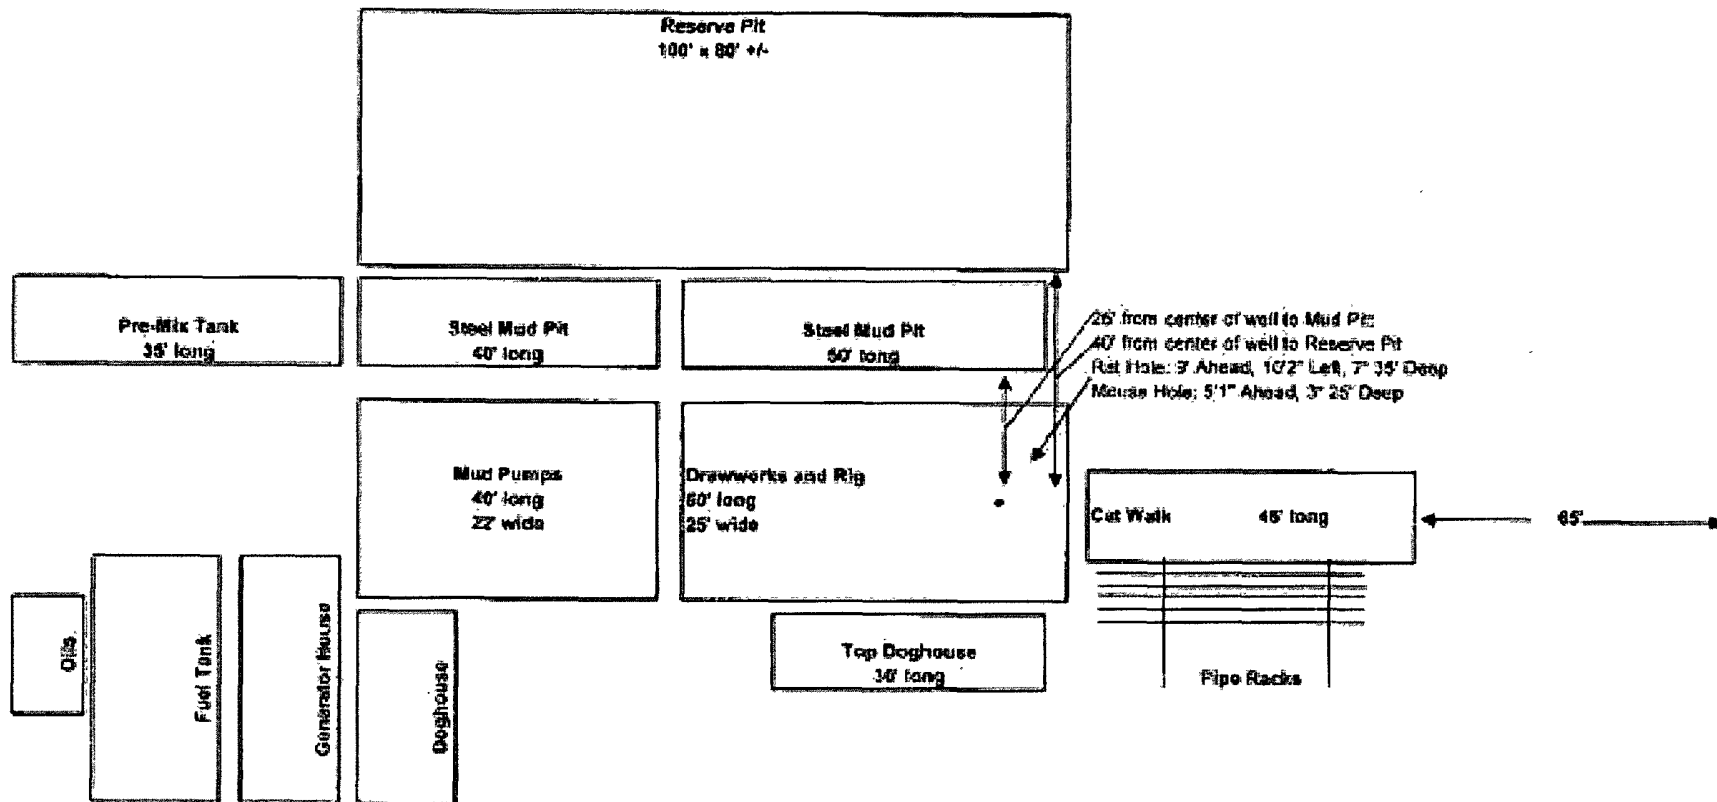 Reserve Pit
100' x 80' +/-
Pre-Mix Tank
35' long
Steel Mud Pit
40' long
Steel Mud Pit
50' long
from center of well to Mud Pit
40' from center of well to Reserve Pit
Rat Hole: 9' Ahead, 10'2" Left, 7" 35' Deep
Mouse Hole; 5'1" Ahead, 3" 25' Deep
Mud Pumps
40' long
22' wide
Drawworks and Rig
long
25' wide
Cat Walk
long
Oils
Fuel Tank
Generator House
Doghouse
Top Doghouse
30' long
Pipe Racks